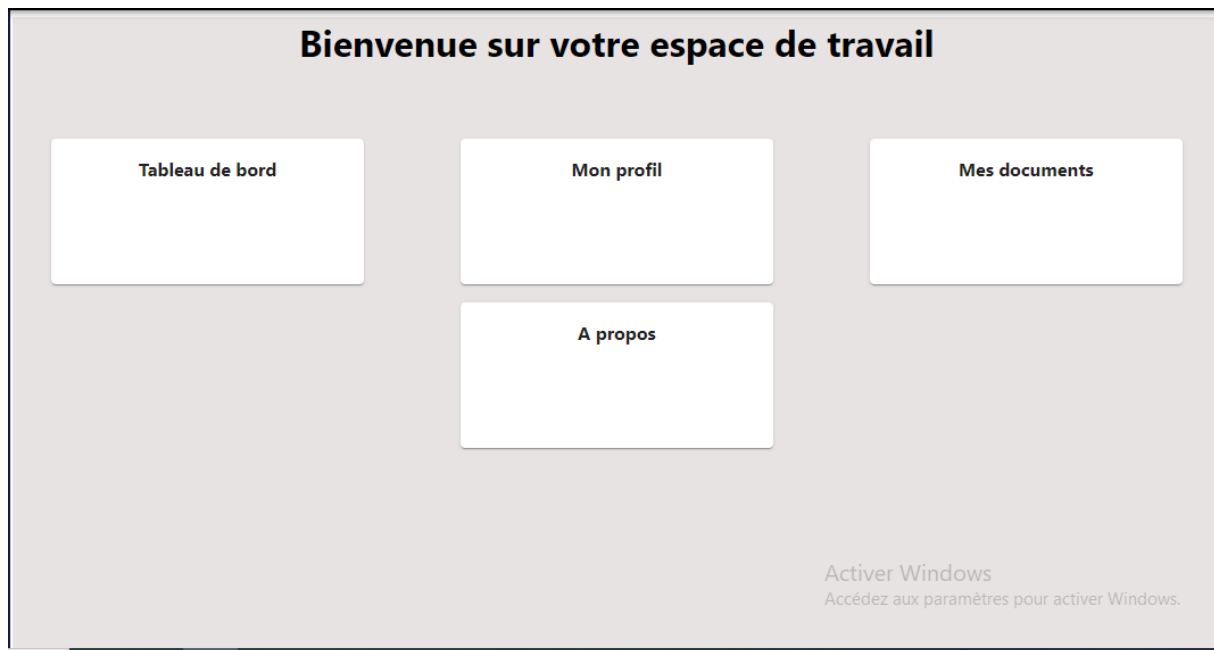 Bienvenue sur votre espace de travail
Tableau de bord
Mon profil
Mes documents
A propos
Activer Windows
Accédez aux paramètres pour activer Windows.